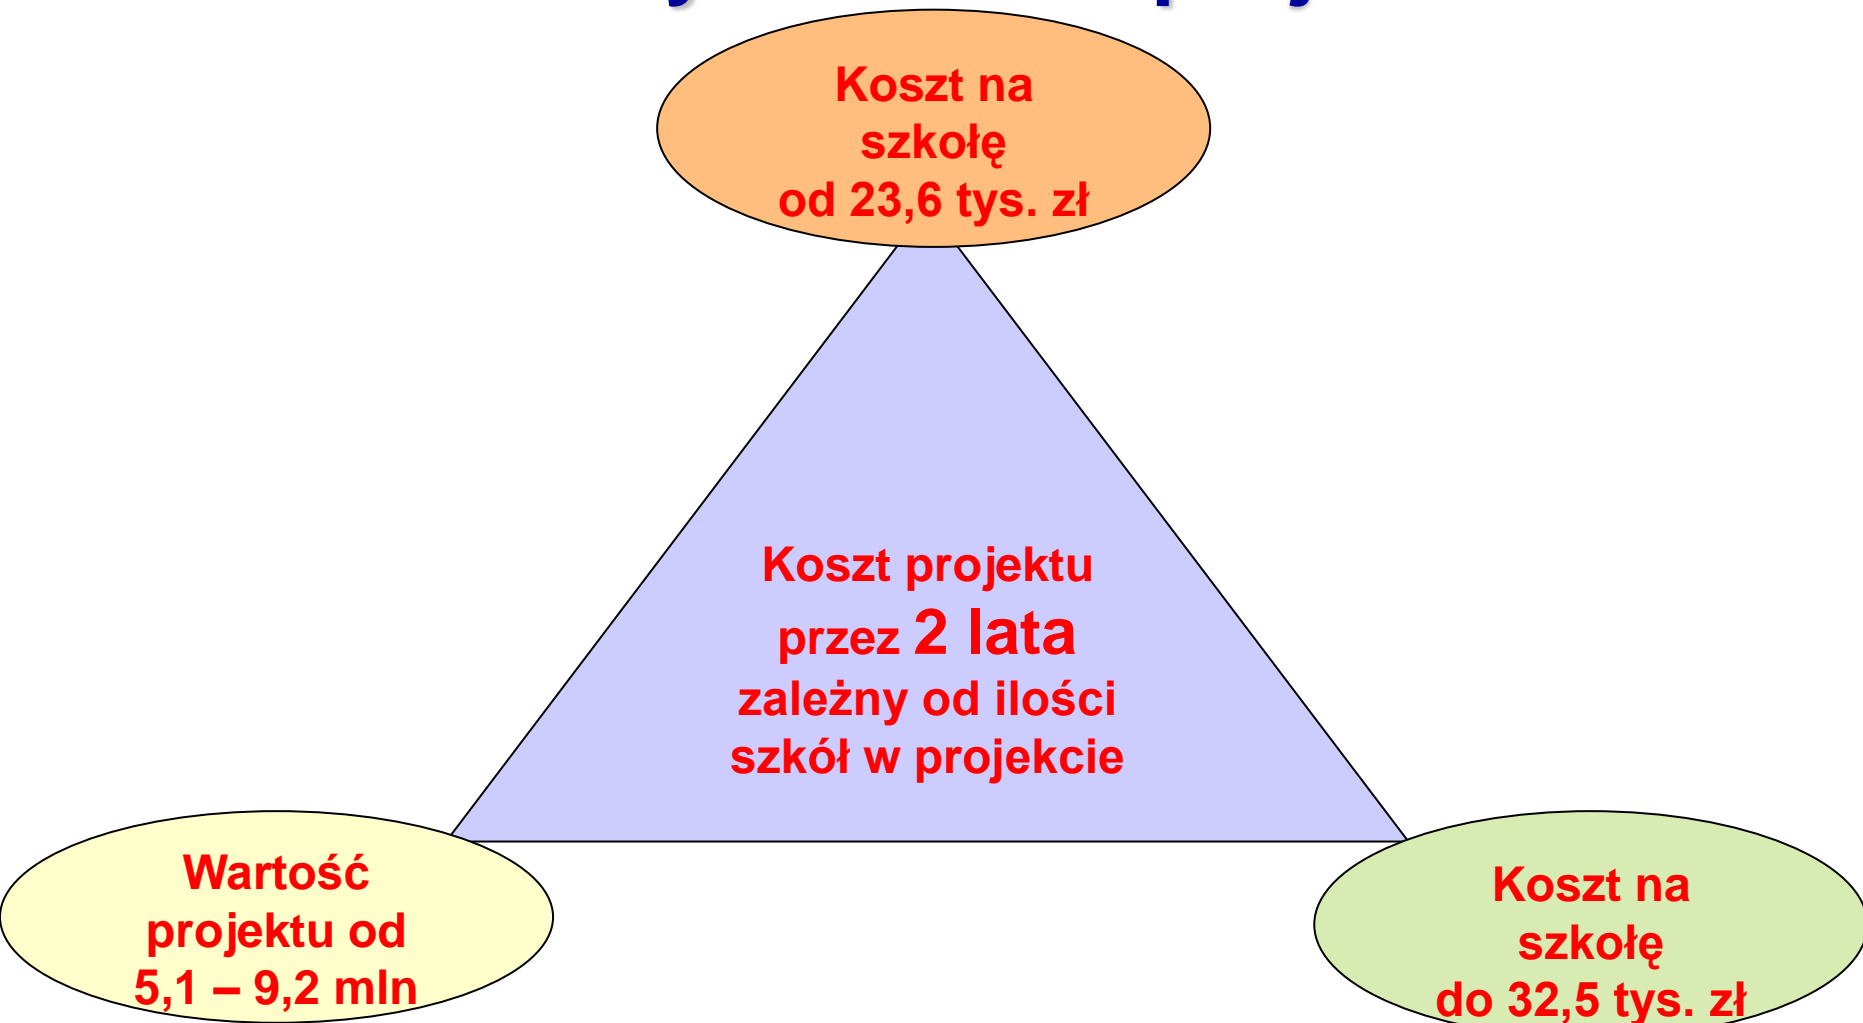 Koszt na
szkołę
od 23,6 tys. zł
Koszt projektu
przez 2 lata
zależny od ilości
szkół w projekcie
Wartość
projektu od
5,1 – 9,2 mln
Koszt na
szkołę
do 32,5 tys. zł